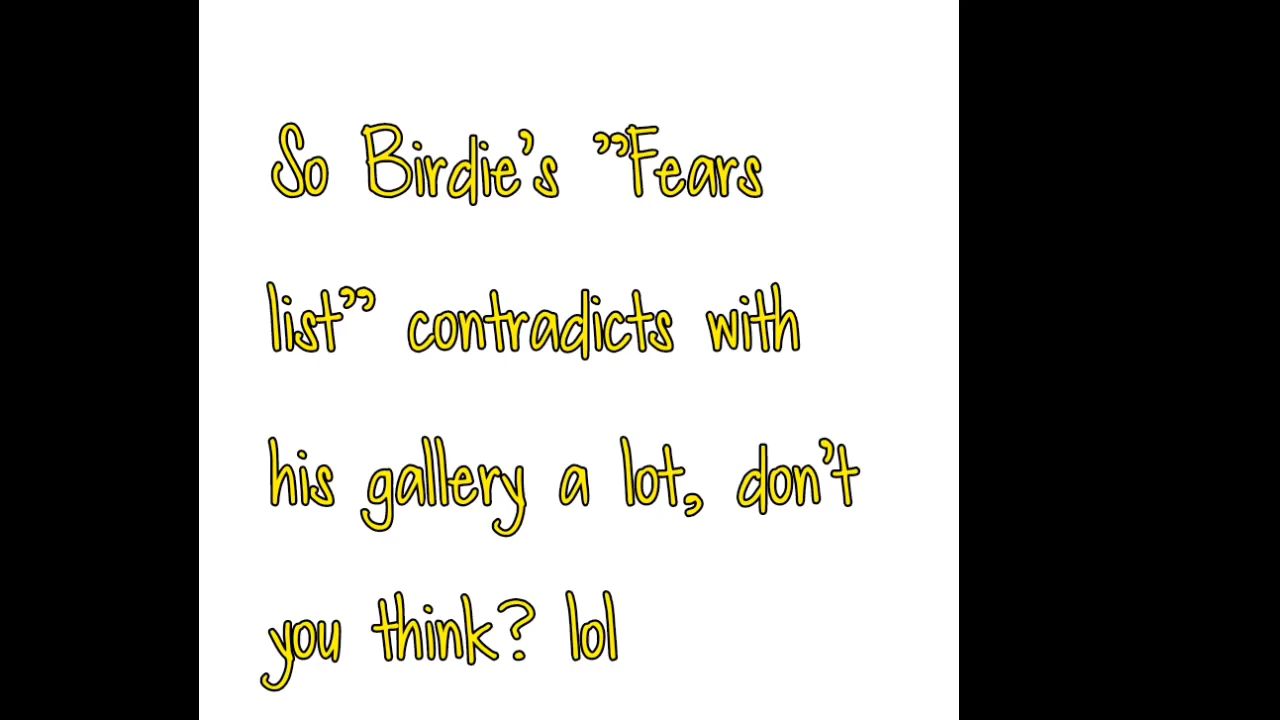 So Birdie's "Fears
list" contradicts with
his gallery a lot, don't
you think? lol